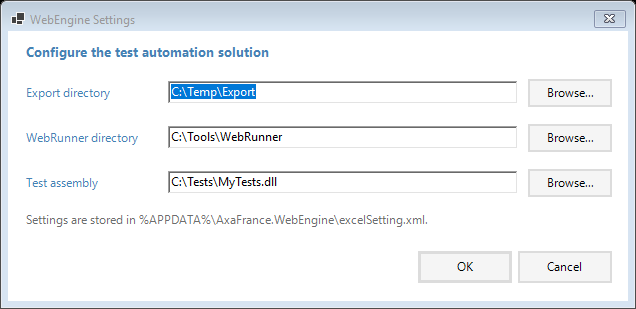 WebEngine Settings
Configure the test automation solution
Export directory C:\Temp\Export Browse...
WebRunner directory C:\Tools\WebRunner Browse...
Test assembly C:\Tests\MyTests.dll Browse...
Settings are stored in %APPDATA%\AxaFrance.WebEngine\excelSetting.xml.
OK Cancel